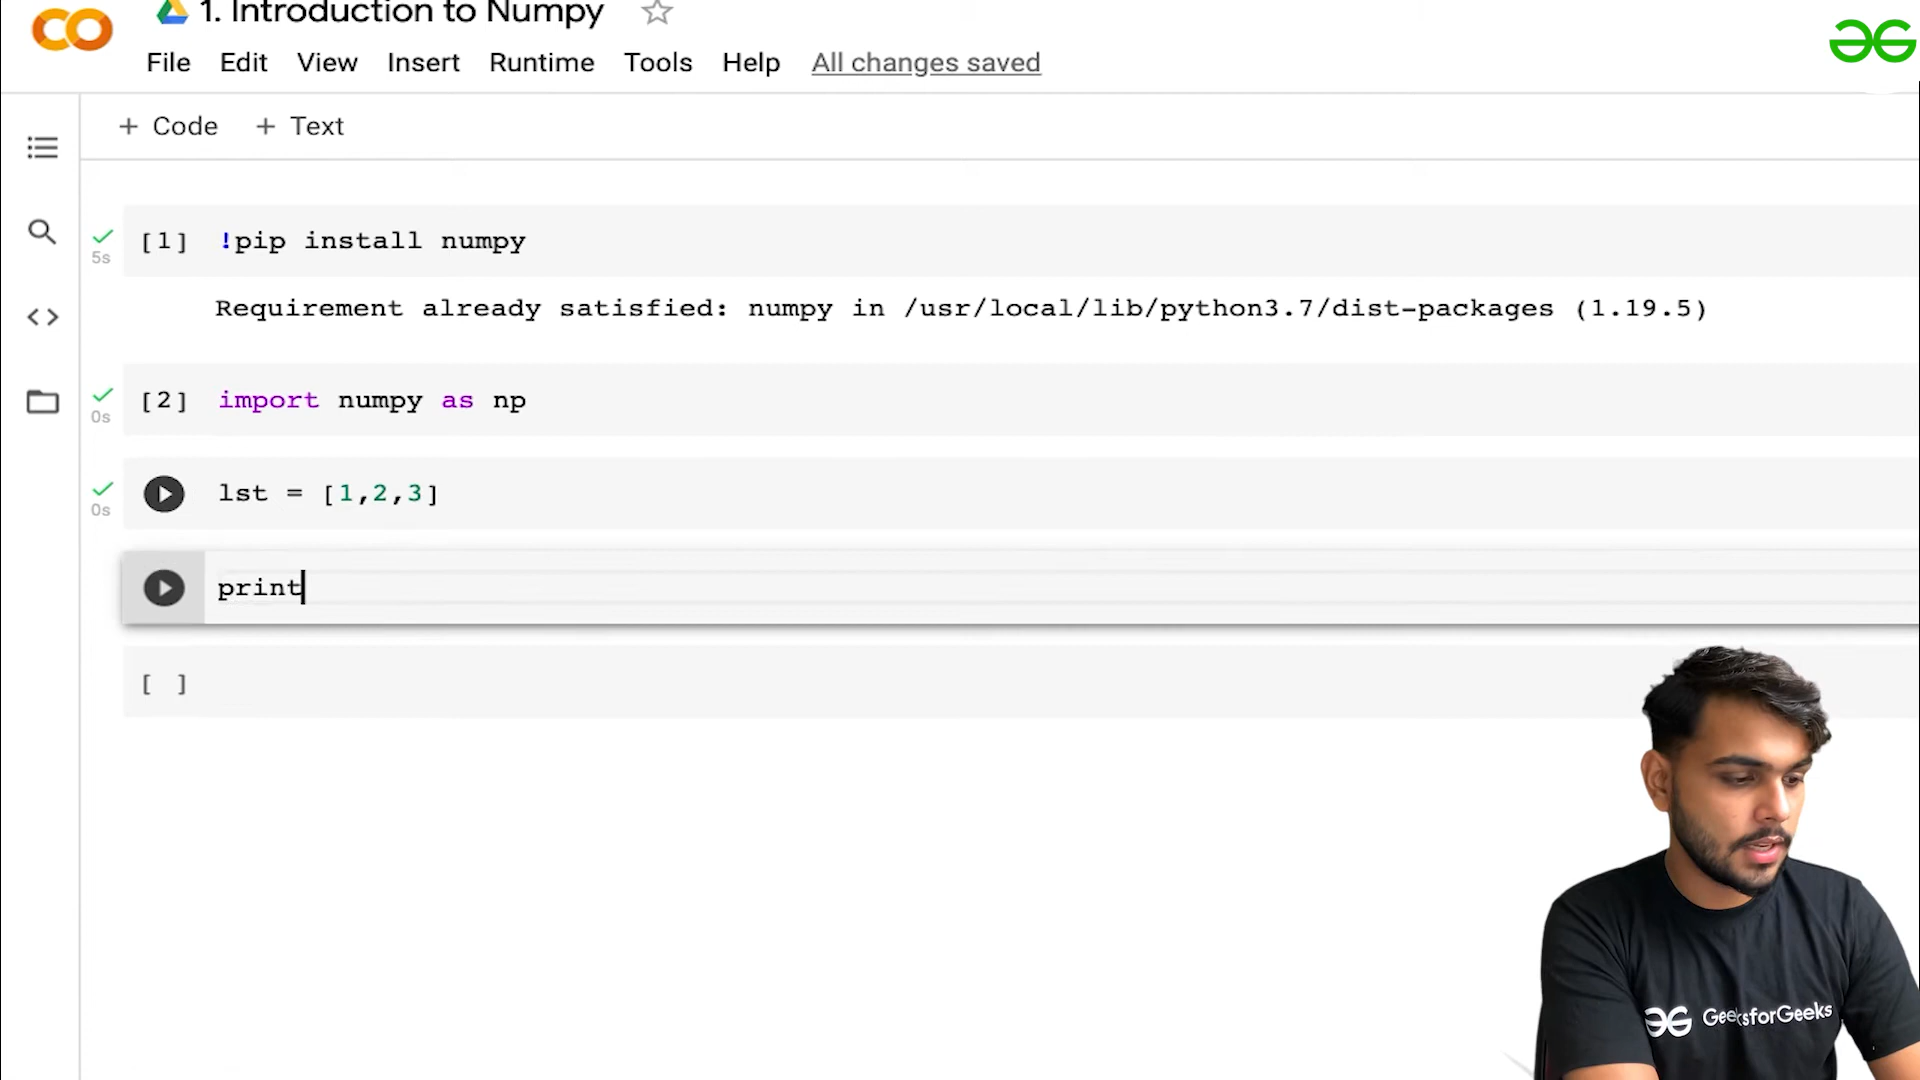 1. Introduction to Numpy
File Edit View Insert Runtime Tools Help All changes saved
+ Code + Text
[1] !pip install numpy
5s
Requirement already satisfied: numpy in /usr/local/lib/python3.7/dist-packages (1.19.5)
[2] import numpy as np
0s
lst = [1,2,3]
0s
print
[ ]
GeeksforGeeks